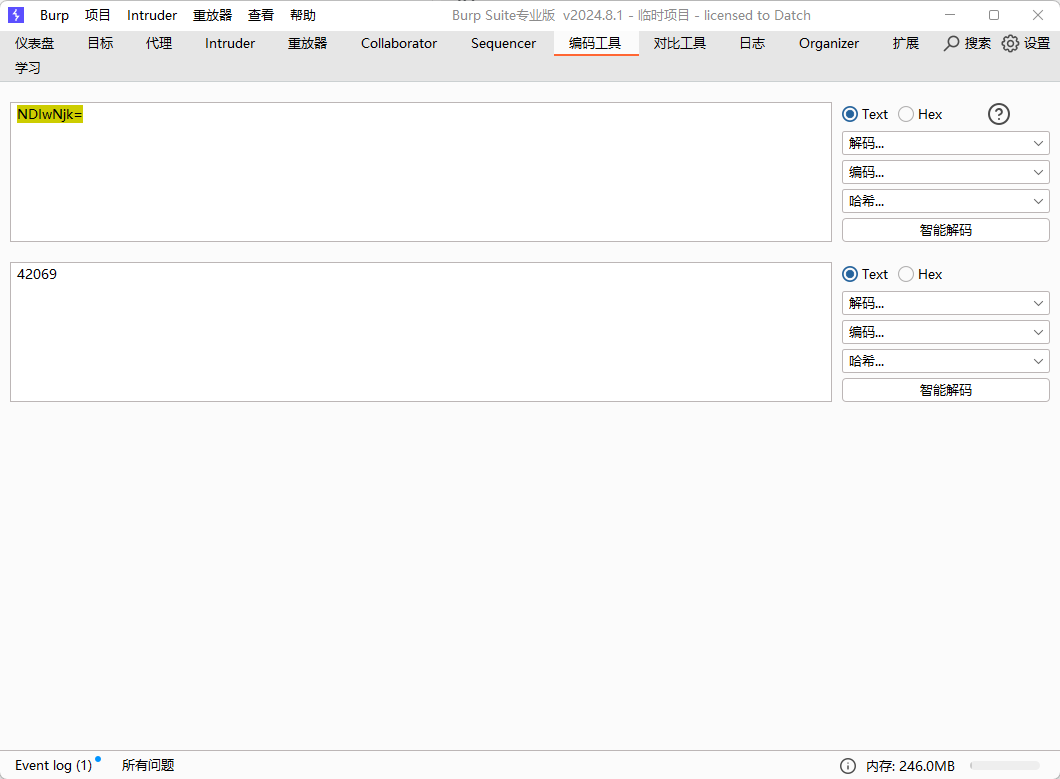 Burp 项目 Intruder 重放器 查看 帮助 Burp Suite专业版 v2024.8.1 - 临时项目 - licensed to Datch
仪表盘 目标 代理 Intruder 重放器 Collaborator Sequencer 编码工具 对比工具 日志 Organizer 扩展 搜索 设置
学习
NDIwNjk= Text Hex ?
解码...
编码...
哈希...
智能解码
42069 Text Hex
解码...
编码...
哈希...
智能解码
Event log (1) 所有问题 内存: 246.0MB